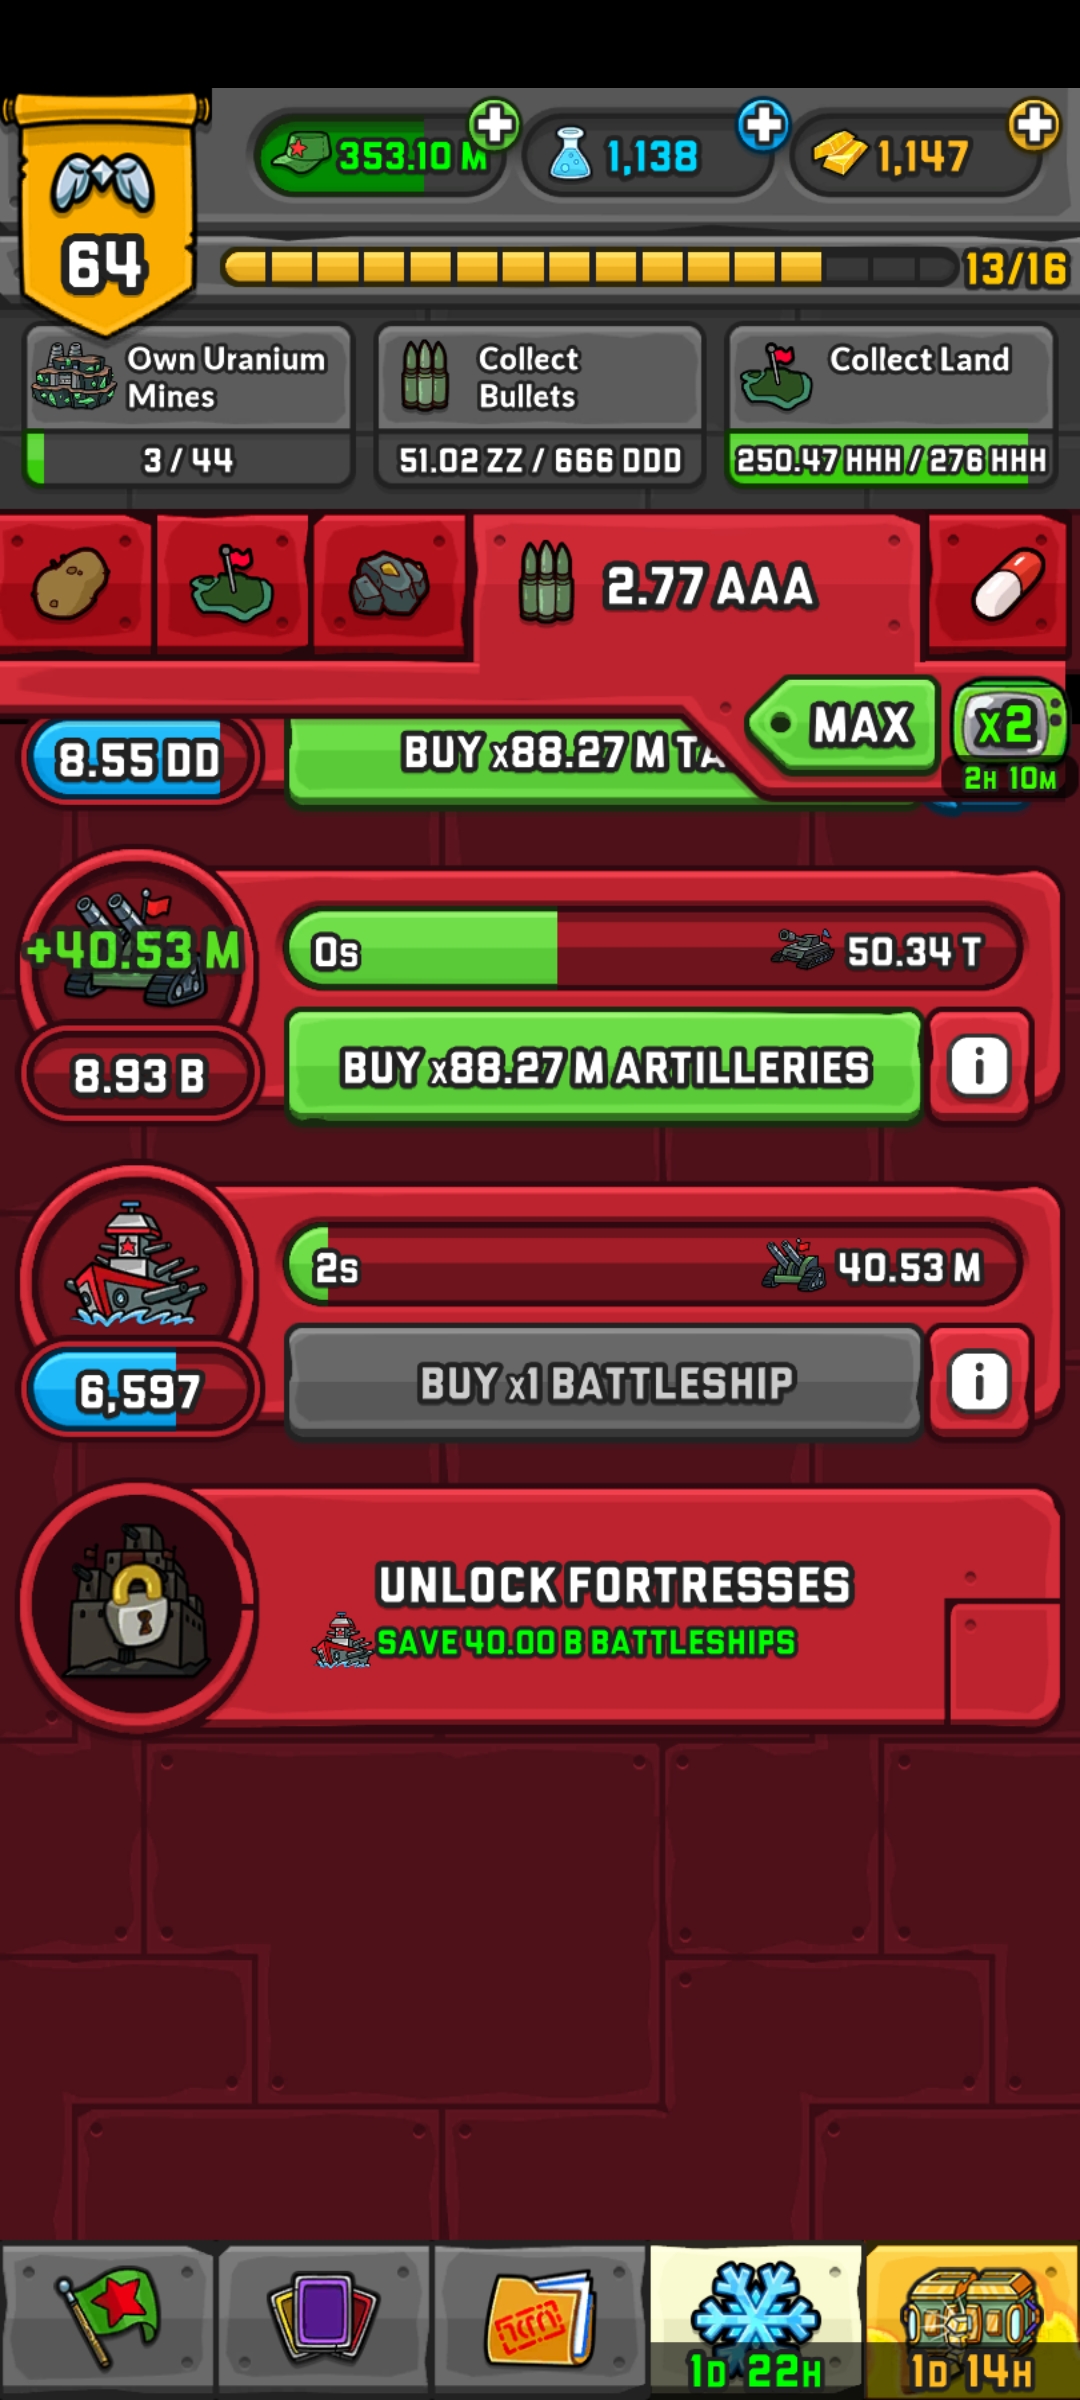 353.10 M
1,138
1,147
64
13/16
Own Uranium
Mines
3 / 44
Collect
Bullets
51.02 ZZ / 666 DDD
Collect Land
250.47 HHH / 276 HHH
2.77 AAA
MAX
x2
2H 10M
8.55 DD
BUY x88.27 M TA
+40.53 M
0s
50.34 T
8.93 B
BUY x88.27 M ARTILLERIES
i
2s
40.53 M
6,597
BUY x1 BATTLESHIP
i
UNLOCK FORTRESSES
SAVE 40.00 B BATTLESHIPS
1D 22H
1D 14H